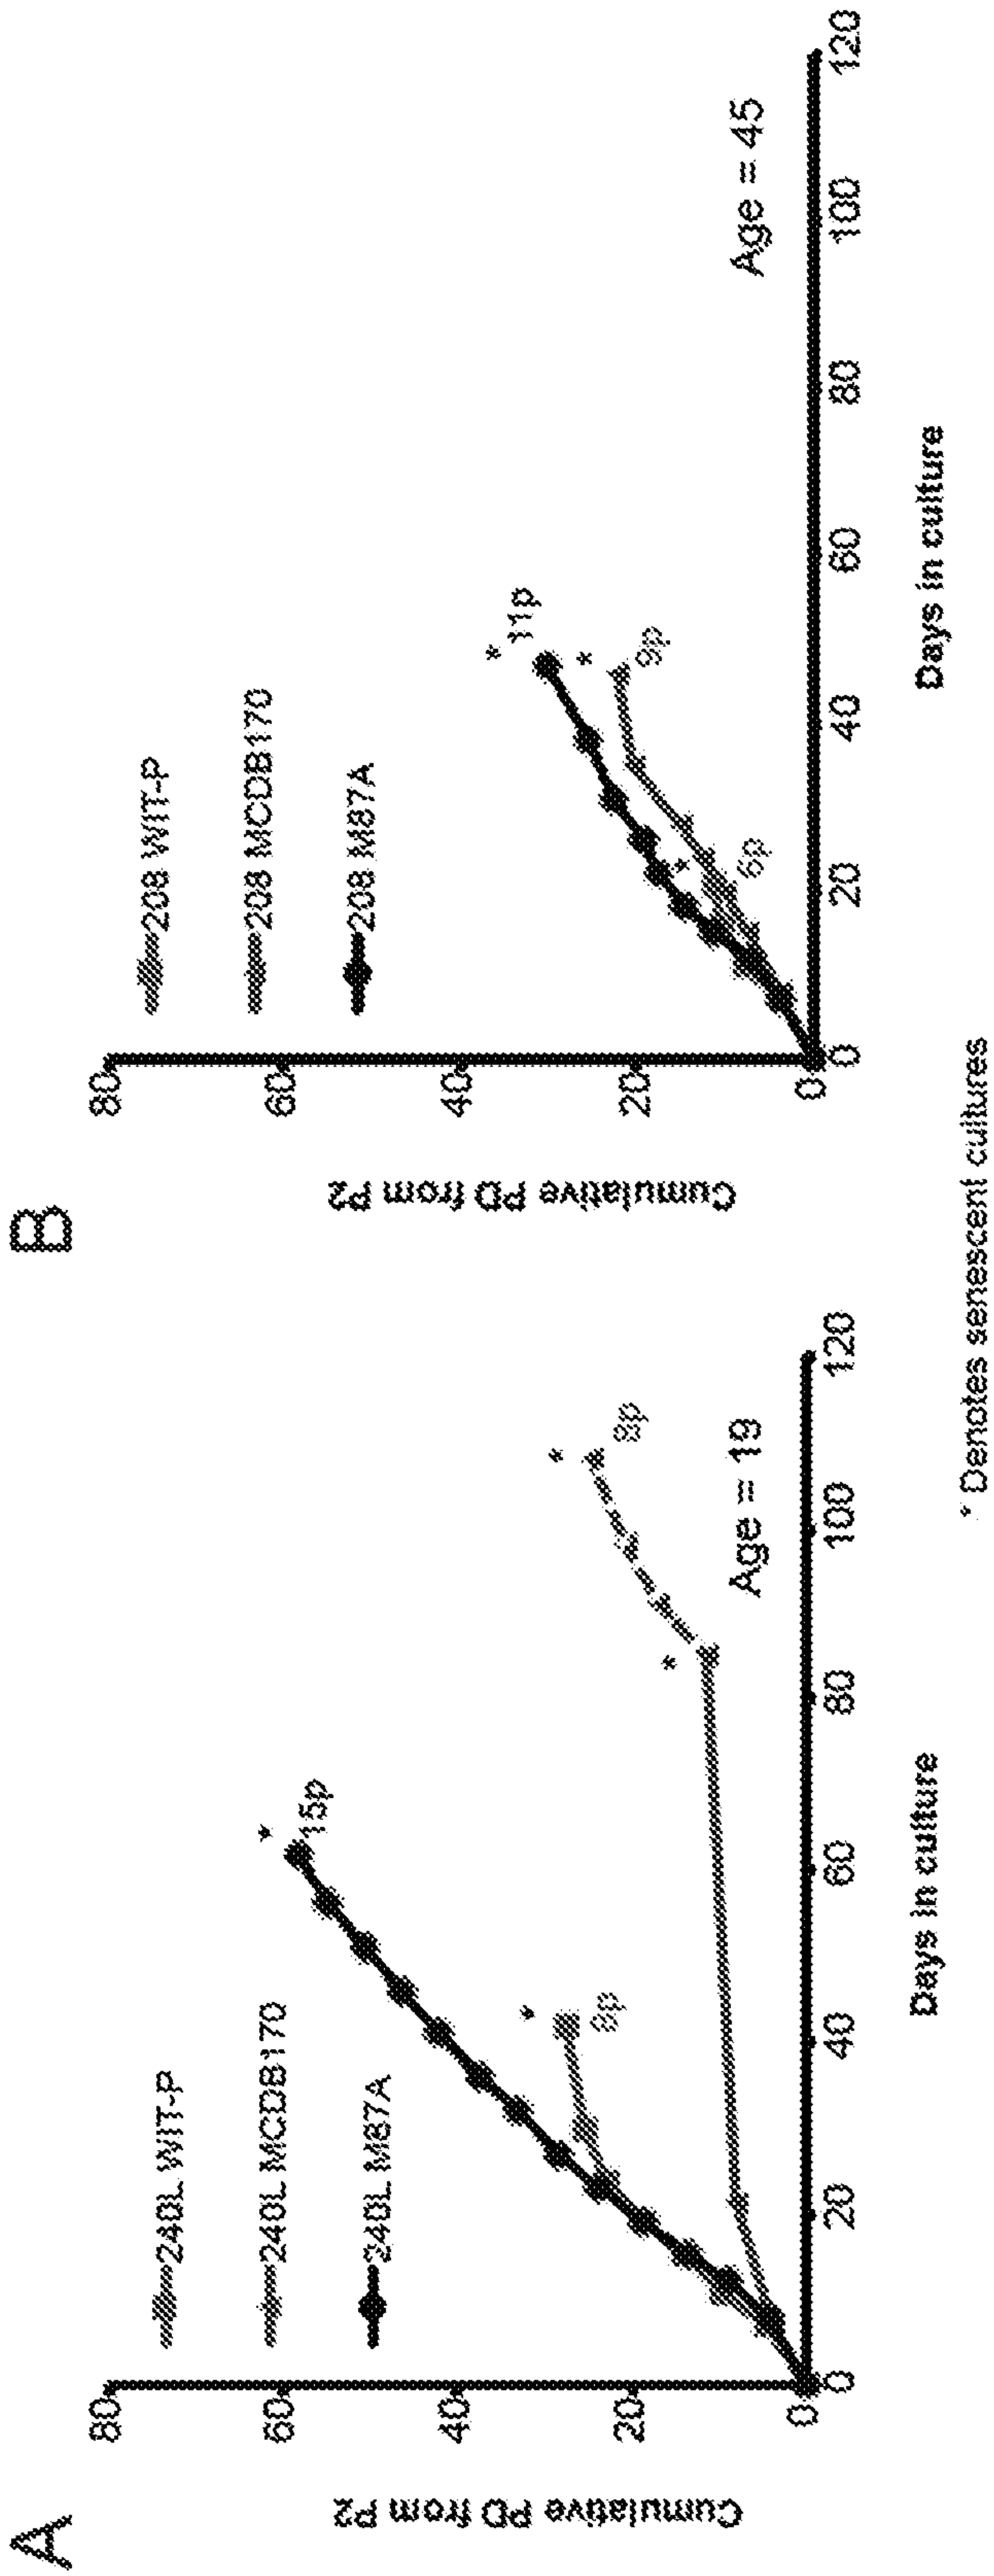 A
240L WIT-P
240L MCDB170
240L M87A
Cumulative PD from P2
80
60
40
20
0
0 20 40 60 80 100 120
Days in culture
* 15p
* 8p
*
* 8p
Age = 19
B
208 WIT-P
208 MCDB170
208 M87A
Cumulative PD from P2
80
60
40
20
0
0 20 40 60 80 100 120
Days in culture
* 11p
* 9p
* 6p
Age = 45
* Denotes senescent cultures